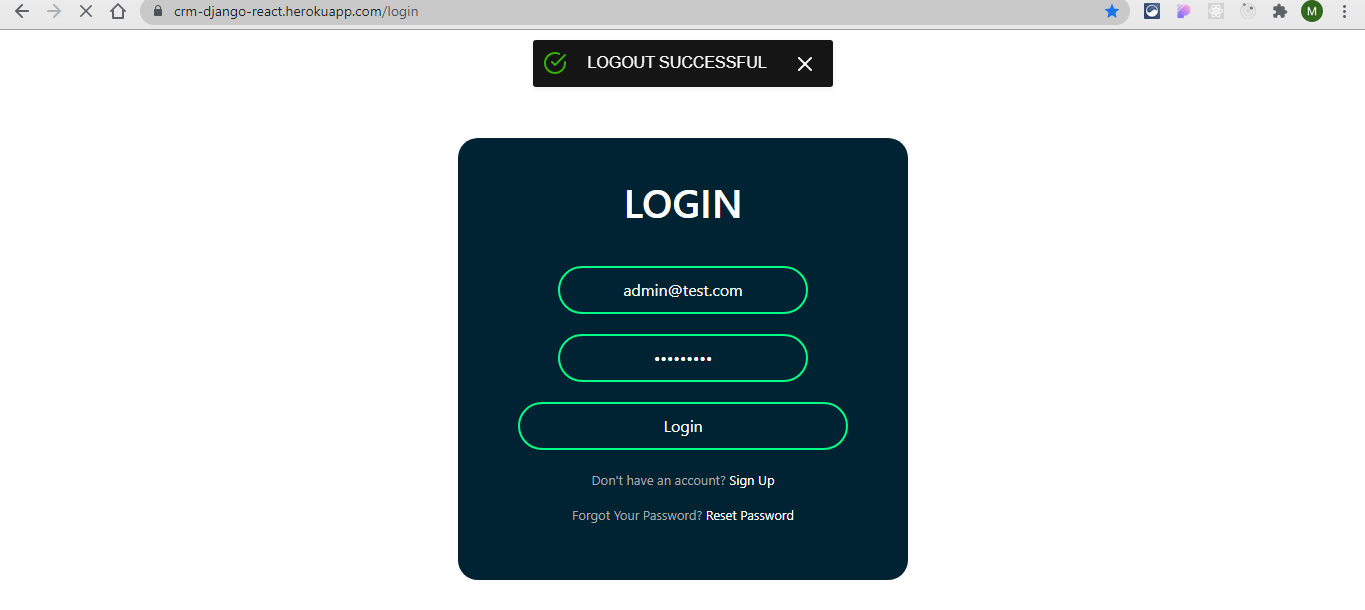 crm-django-react.herokuapp.com/login
M
LOGOUT SUCCESSFUL
LOGIN
admin@test.com
•••••••••
Login
Don't have an account? Sign Up
Forgot Your Password? Reset Password